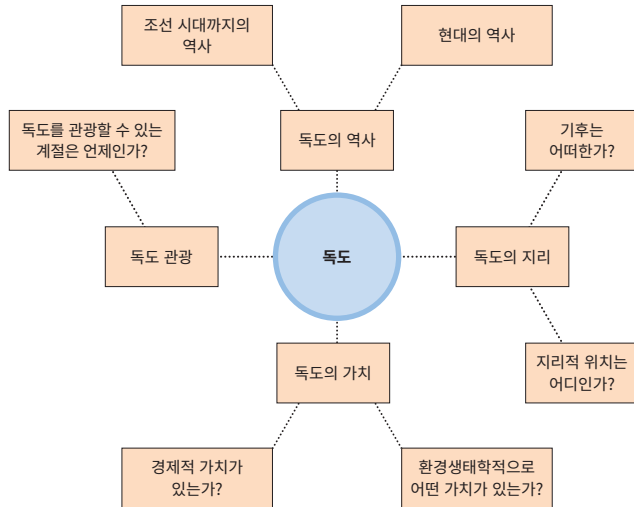 조선 시대까지의
역사
현대의 역사
독도를 관광할 수 있는
계절은 언제인가?
독도의 역사
기후는
어떠한가?
독도 관광
독도
독도의 지리
독도의 가치
지리적 위치는
어디인가?
경제적 가치가
있는가?
환경생태학적으로
어떤 가치가 있는가?